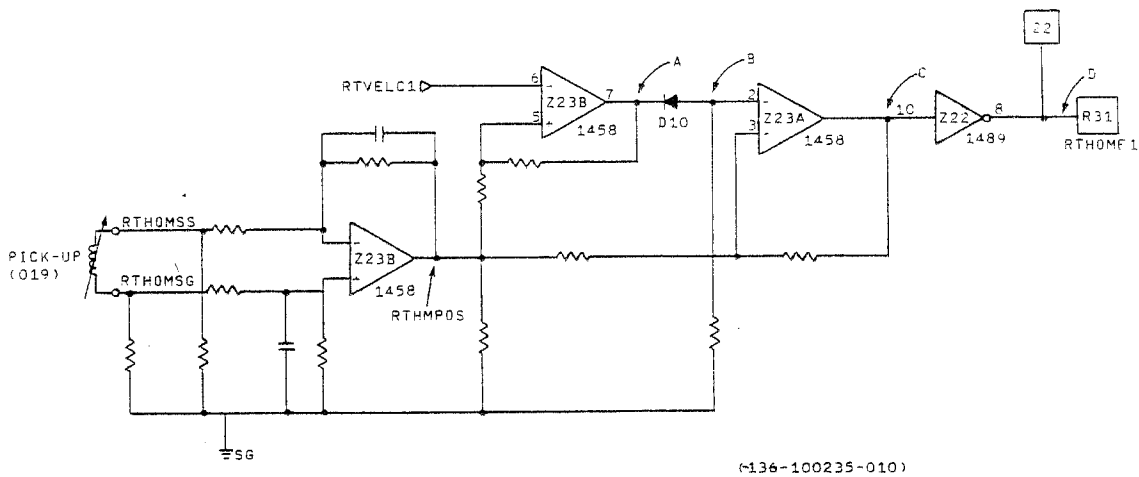 22
A
B
C
D
RTVELC1
6
-
Z23B
7
5
+
1458
D10
2
-
Z23A
3
-
1458
10
Z22
8
1489
R31
RTHOME1
PICK-UP
(019)
RTHOMSS
RTHOMSG
-
Z23B
+
1458
RTHMPOS
SG
(-136-100235-010)